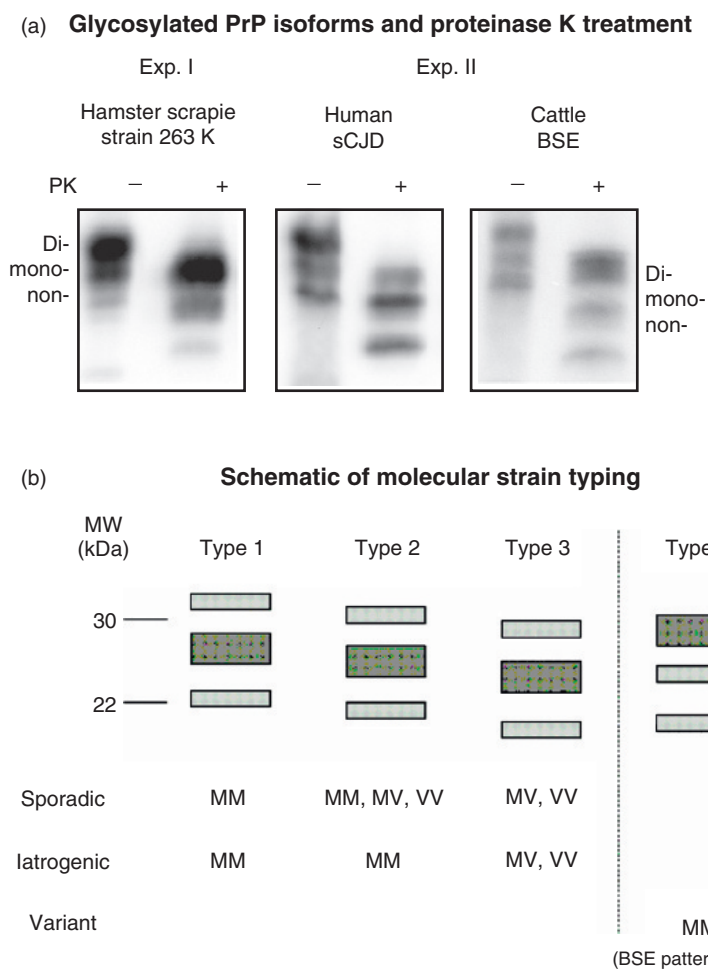 (a) Glycosylated PrP isoforms and proteinase K treatment
Exp. I Exp. II
Hamster scrapie
strain 263 K
Human
sCJD
Cattle
BSE
PK – + – + – +
Di-
mono-
non-
Di-
mono-
non-
(b) Schematic of molecular strain typing
MW
(kDa)
Type 1 Type 2 Type 3 Type
30
22
Sporadic MM MM, MV, VV MV, VV
Iatrogenic MM MM MV, VV
Variant
(BSE